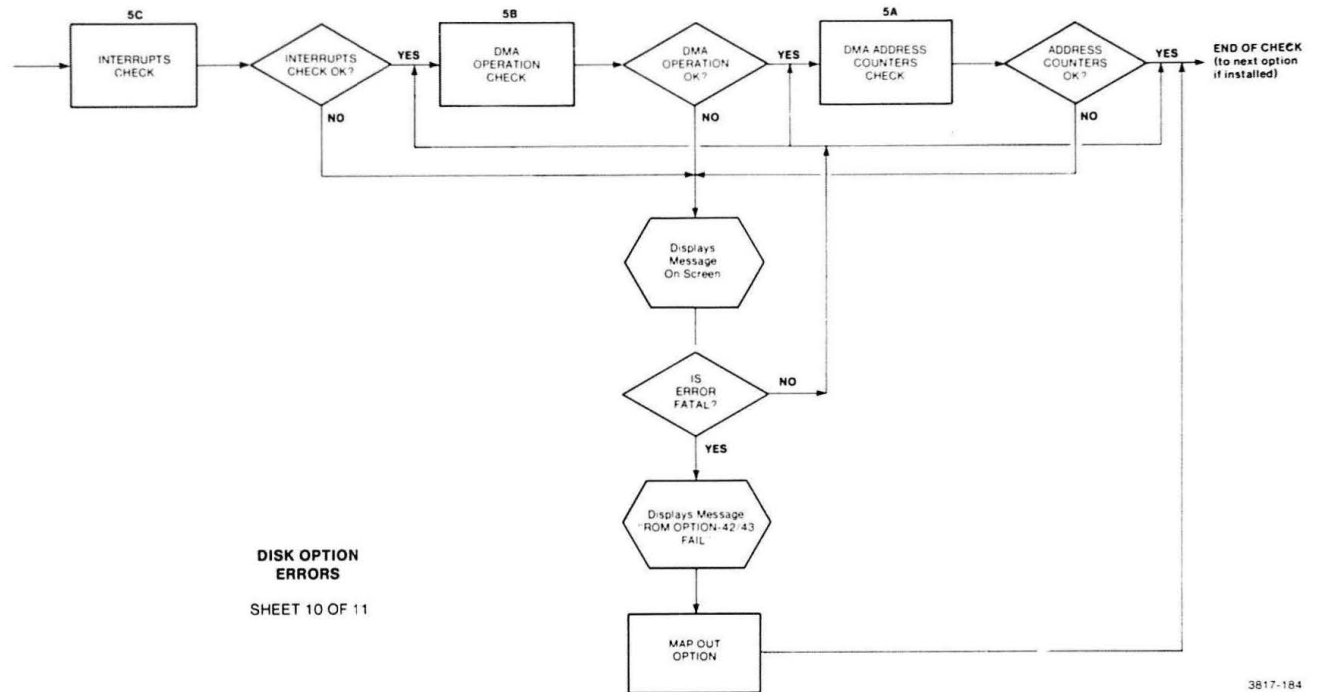 5C
INTERRUPTS
CHECK
INTERRUPTS
CHECK OK?
YES
NO
5B
DMA
OPERATION
CHECK
DMA
OPERATION
OK?
YES
NO
5A
DMA ADDRESS
COUNTERS
CHECK
ADDRESS
COUNTERS
OK?
YES
NO
END OF CHECK
(to next option
if installed)
Displays
Message
On Screen
IS
ERROR
FATAL?
NO
YES
Displays Message
"ROM OPTION-42/43
FAIL"
MAP OUT
OPTION
DISK OPTION
ERRORS
SHEET 10 OF 11
3817-184